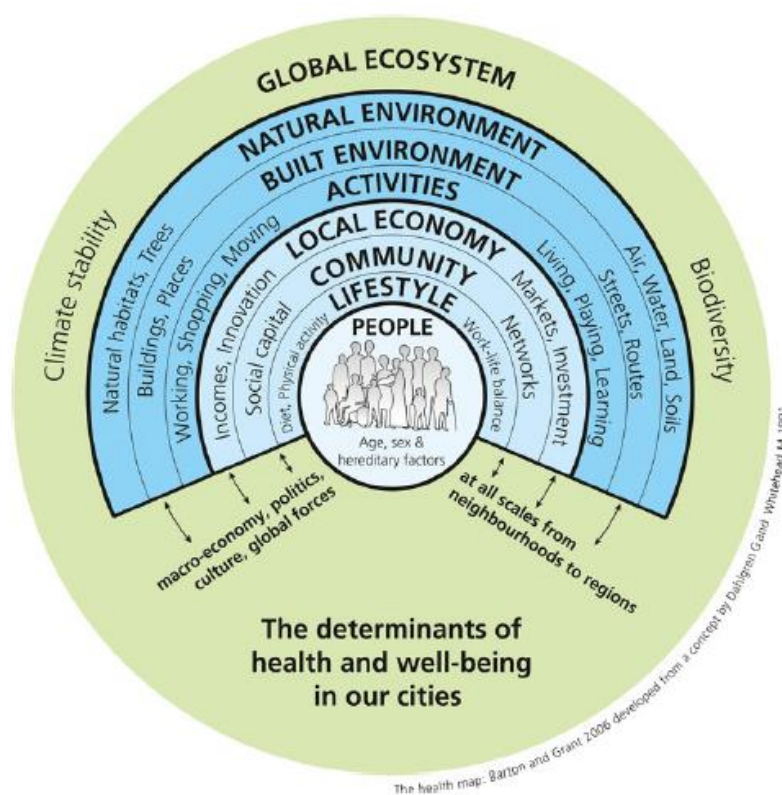 GLOBAL ECOSYSTEM
NATURAL ENVIRONMENT
BUILT ENVIRONMENT
ACTIVITIES
LOCAL ECONOMY
COMMUNITY
LIFESTYLE
PEOPLE
Age, sex &
hereditary factors
Climate stability
Natural habitats, Trees
Buildings, Places
Working, Shopping, Moving
Incomes, Innovation
Social capital
Diet, Physical activity
Work-life balance
Networks
Markets, Investment
Living, Playing, Learning
Streets, Routes
Air, Water, Land, Soils
Biodiversity
macro-economy, politics,
culture, global forces
at all scales from
neighbourhoods to regions
The determinants of
health and well-being
in our cities
The health map: Barton and Grant 2006 developed from a concept by Dahlgren G and Whitehead M